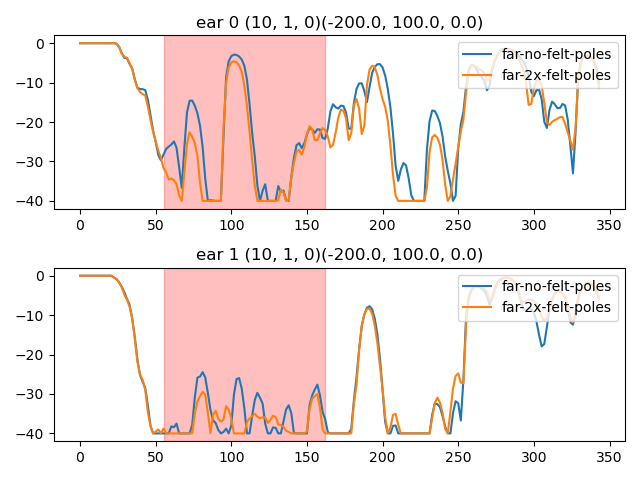 ear 0 (10, 1, 0)(-200.0, 100.0, 0.0)
0
−10
−20
−30
−40
far-no-felt-poles
far-2x-felt-poles
0 50 100 150 200 250 300 350
ear 1 (10, 1, 0)(-200.0, 100.0, 0.0)
0
−10
−20
−30
−40
far-no-felt-poles
far-2x-felt-poles
0 50 100 150 200 250 300 350